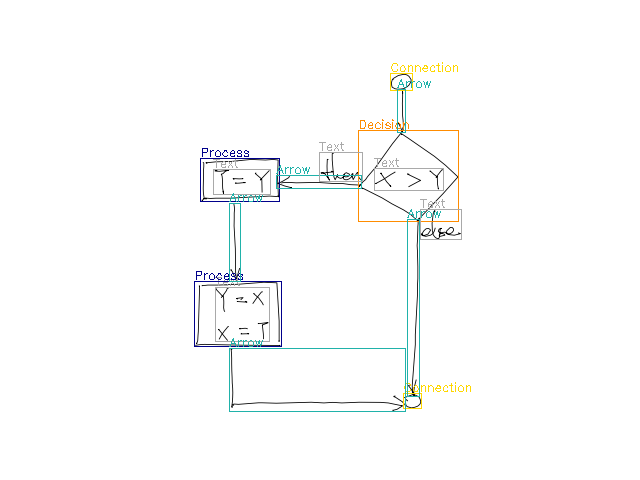 Connection
Arrow
Decision
Text
then
Text
X > Y
Process
Text
T = Y
Arrow
Arrow
Text
else
Arrow
Process
Text
Y = X
X = T
Arrow
Connection